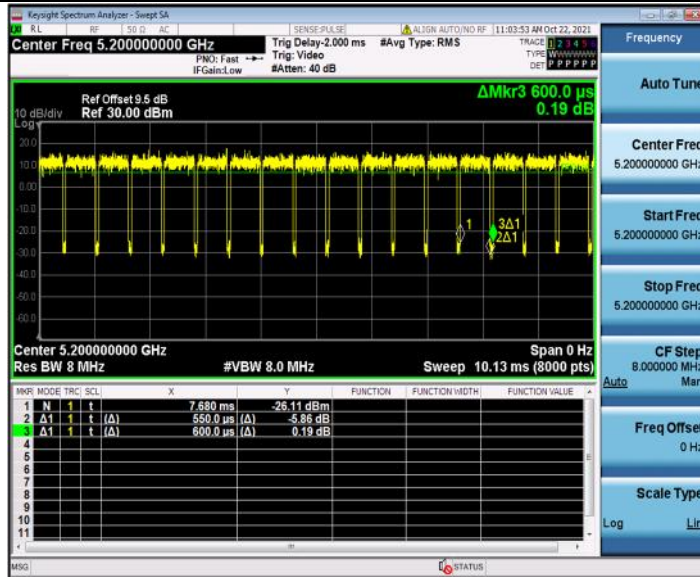 Keysight Spectrum Analyzer - Swept SA
RL RF 50 Ω AC SENSE:PULSE ALIGN AUTO/NO RF 11:03:53 AM Oct 22, 2021
Center Freq 5.200000000 GHz
PNO: Fast
IFGain:Low
Trig Delay-2.000 ms
Trig: Video
#Atten: 40 dB
#Avg Type: RMS
TRACE 1 2 3 4 5 6
TYPE W
DET P P P P P P
Frequency
ΔMkr3 600.0 µs
0.19 dB
Ref Offset 9.5 dB
10 dB/div Ref 30.00 dBm
Log
20.0
10.0
0.00
-10.0
-20.0
-30.0
-40.0
-50.0
-60.0
1
3Δ1
2Δ1
Center 5.200000000 GHz Span 0 Hz
Res BW 8 MHz #VBW 8.0 MHz Sweep 10.13 ms (8000 pts)
MKR MODE TRC SCL X Y FUNCTION FUNCTION WIDTH FUNCTION VALUE
1 N 1 t 7.680 ms -26.11 dBm
2 Δ1 1 t (Δ) 550.0 µs (Δ) -5.86 dB
3 Δ1 1 t (Δ) 600.0 µs (Δ) 0.19 dB
4
5
6
7
8
9
10
11
MSG STATUS
Auto Tune
Center Freq
5.200000000 GHz
Start Freq
5.200000000 GHz
Stop Freq
5.200000000 GHz
CF Step
8.000000 MHz
Auto Man
Freq Offset
0 Hz
Scale Type
Log Lin